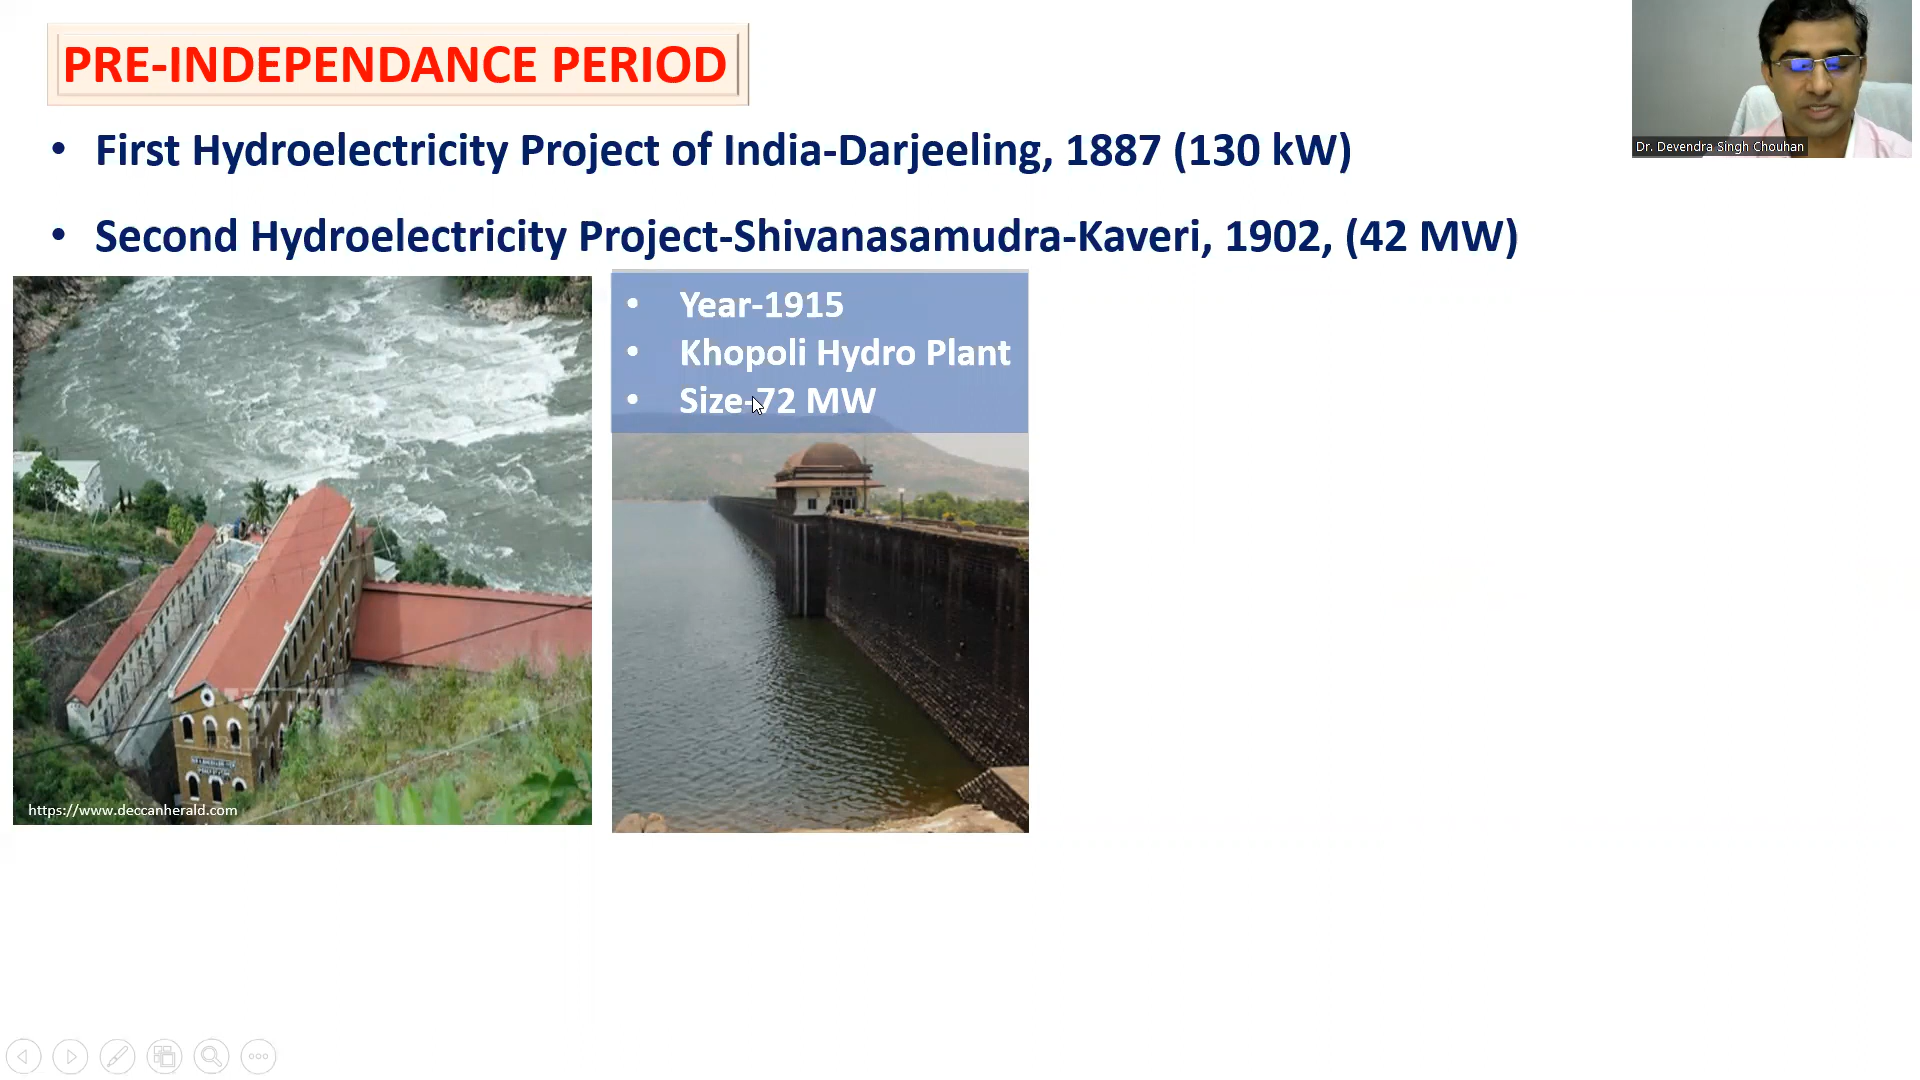 PRE-INDEPENDANCE PERIOD
• First Hydroelectricity Project of India-Darjeeling, 1887 (130 kW)
• Second Hydroelectricity Project-Shivanasamudra-Kaveri, 1902, (42 MW)
• Year-1915
• Khopoli Hydro Plant
• Size-72 MW
https://www.deccanherald.com
Dr. Devendra Singh Chouhan